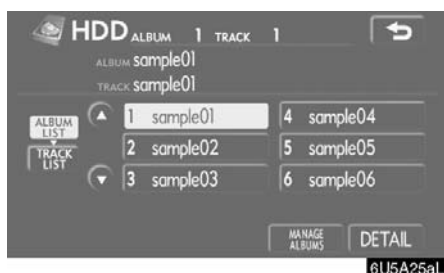 HDD ALBUM 1 TRACK 1
ALBUM sample01
TRACK sample01
ALBUM LIST
TRACK LIST
1 sample01
2 sample02
3 sample03
4 sample04
5 sample05
6 sample06
MANAGE ALBUMS
DETAIL
6U5A25aI